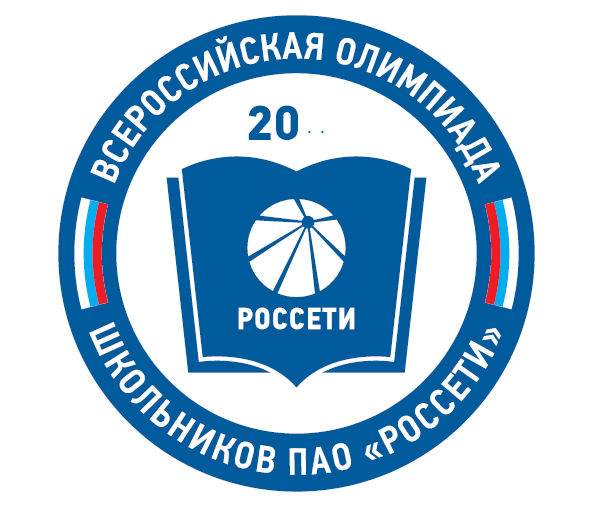 ВСЕРОССИЙСКАЯ ОЛИМПИАДА
20 . .
РОССЕТИ
ШКОЛЬНИКОВ ПАО «РОССЕТИ»